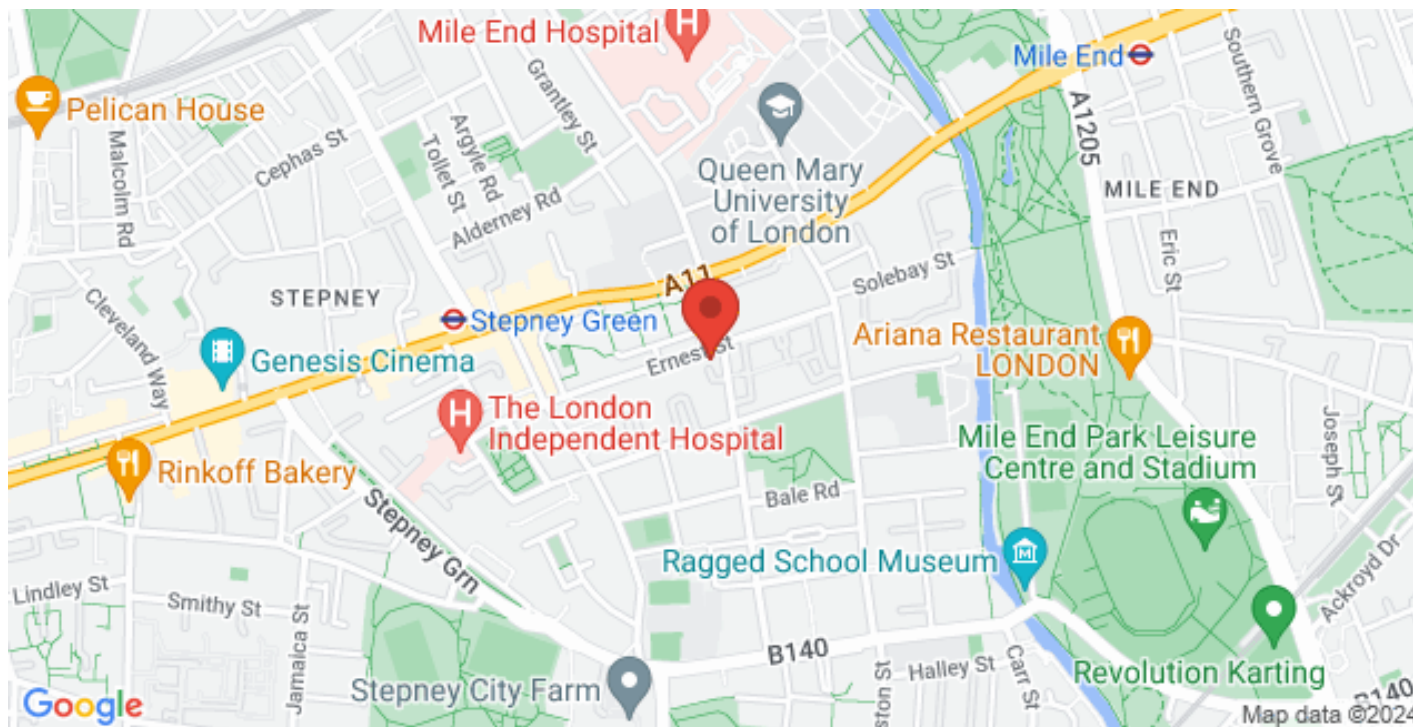 Mile End Hospital
Mile End
Southern Grove
Pelican House
Malcolm Rd
Cephas St
Tollet St
Argyle Rd
Grantley St
Alderney Rd
Queen Mary
University
of London
A1205
MILE END
Eric St
Solebay St
A11
STEPNEY
Stepney Green
Cleveland Way
Genesis Cinema
Ernest St
Ariana Restaurant
LONDON
The London
Independent Hospital
Mile End Park Leisure
Centre and Stadium
Joseph St
Rinkoff Bakery
Stepney Grn
Bale Rd
Ragged School Museum
Ackroyd Dr
Lindley St
Smithy St
Jamaica St
B140
Halley St
Carr St
Revolution Karting
Stepney City Farm
B140
Google
Map data ©2024